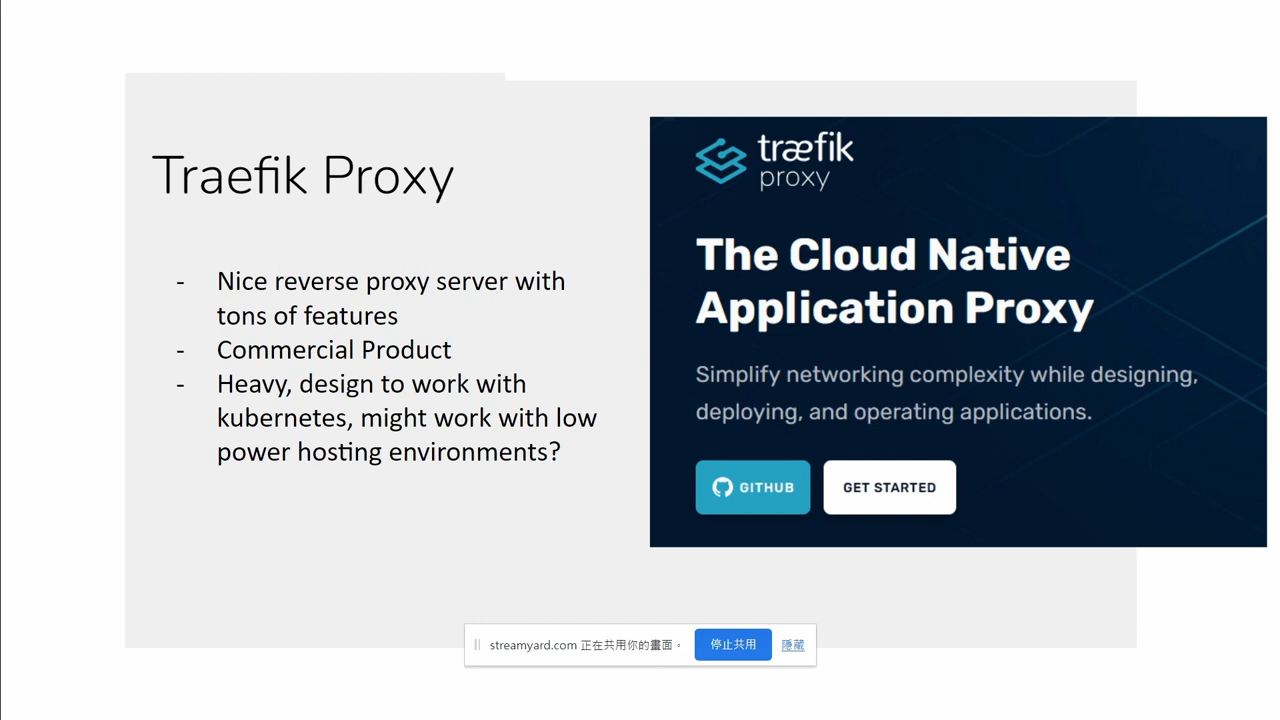 Traefik Proxy
- Nice reverse proxy server with
tons of features
- Commercial Product
- Heavy, design to work with
kubernetes, might work with low
power hosting environments?
træfik
proxy
The Cloud Native
Application Proxy
Simplify networking complexity while designing,
deploying, and operating applications.
GITHUB
GET STARTED
streamyard.com 正在共用你的畫面。
停止共用
隱藏